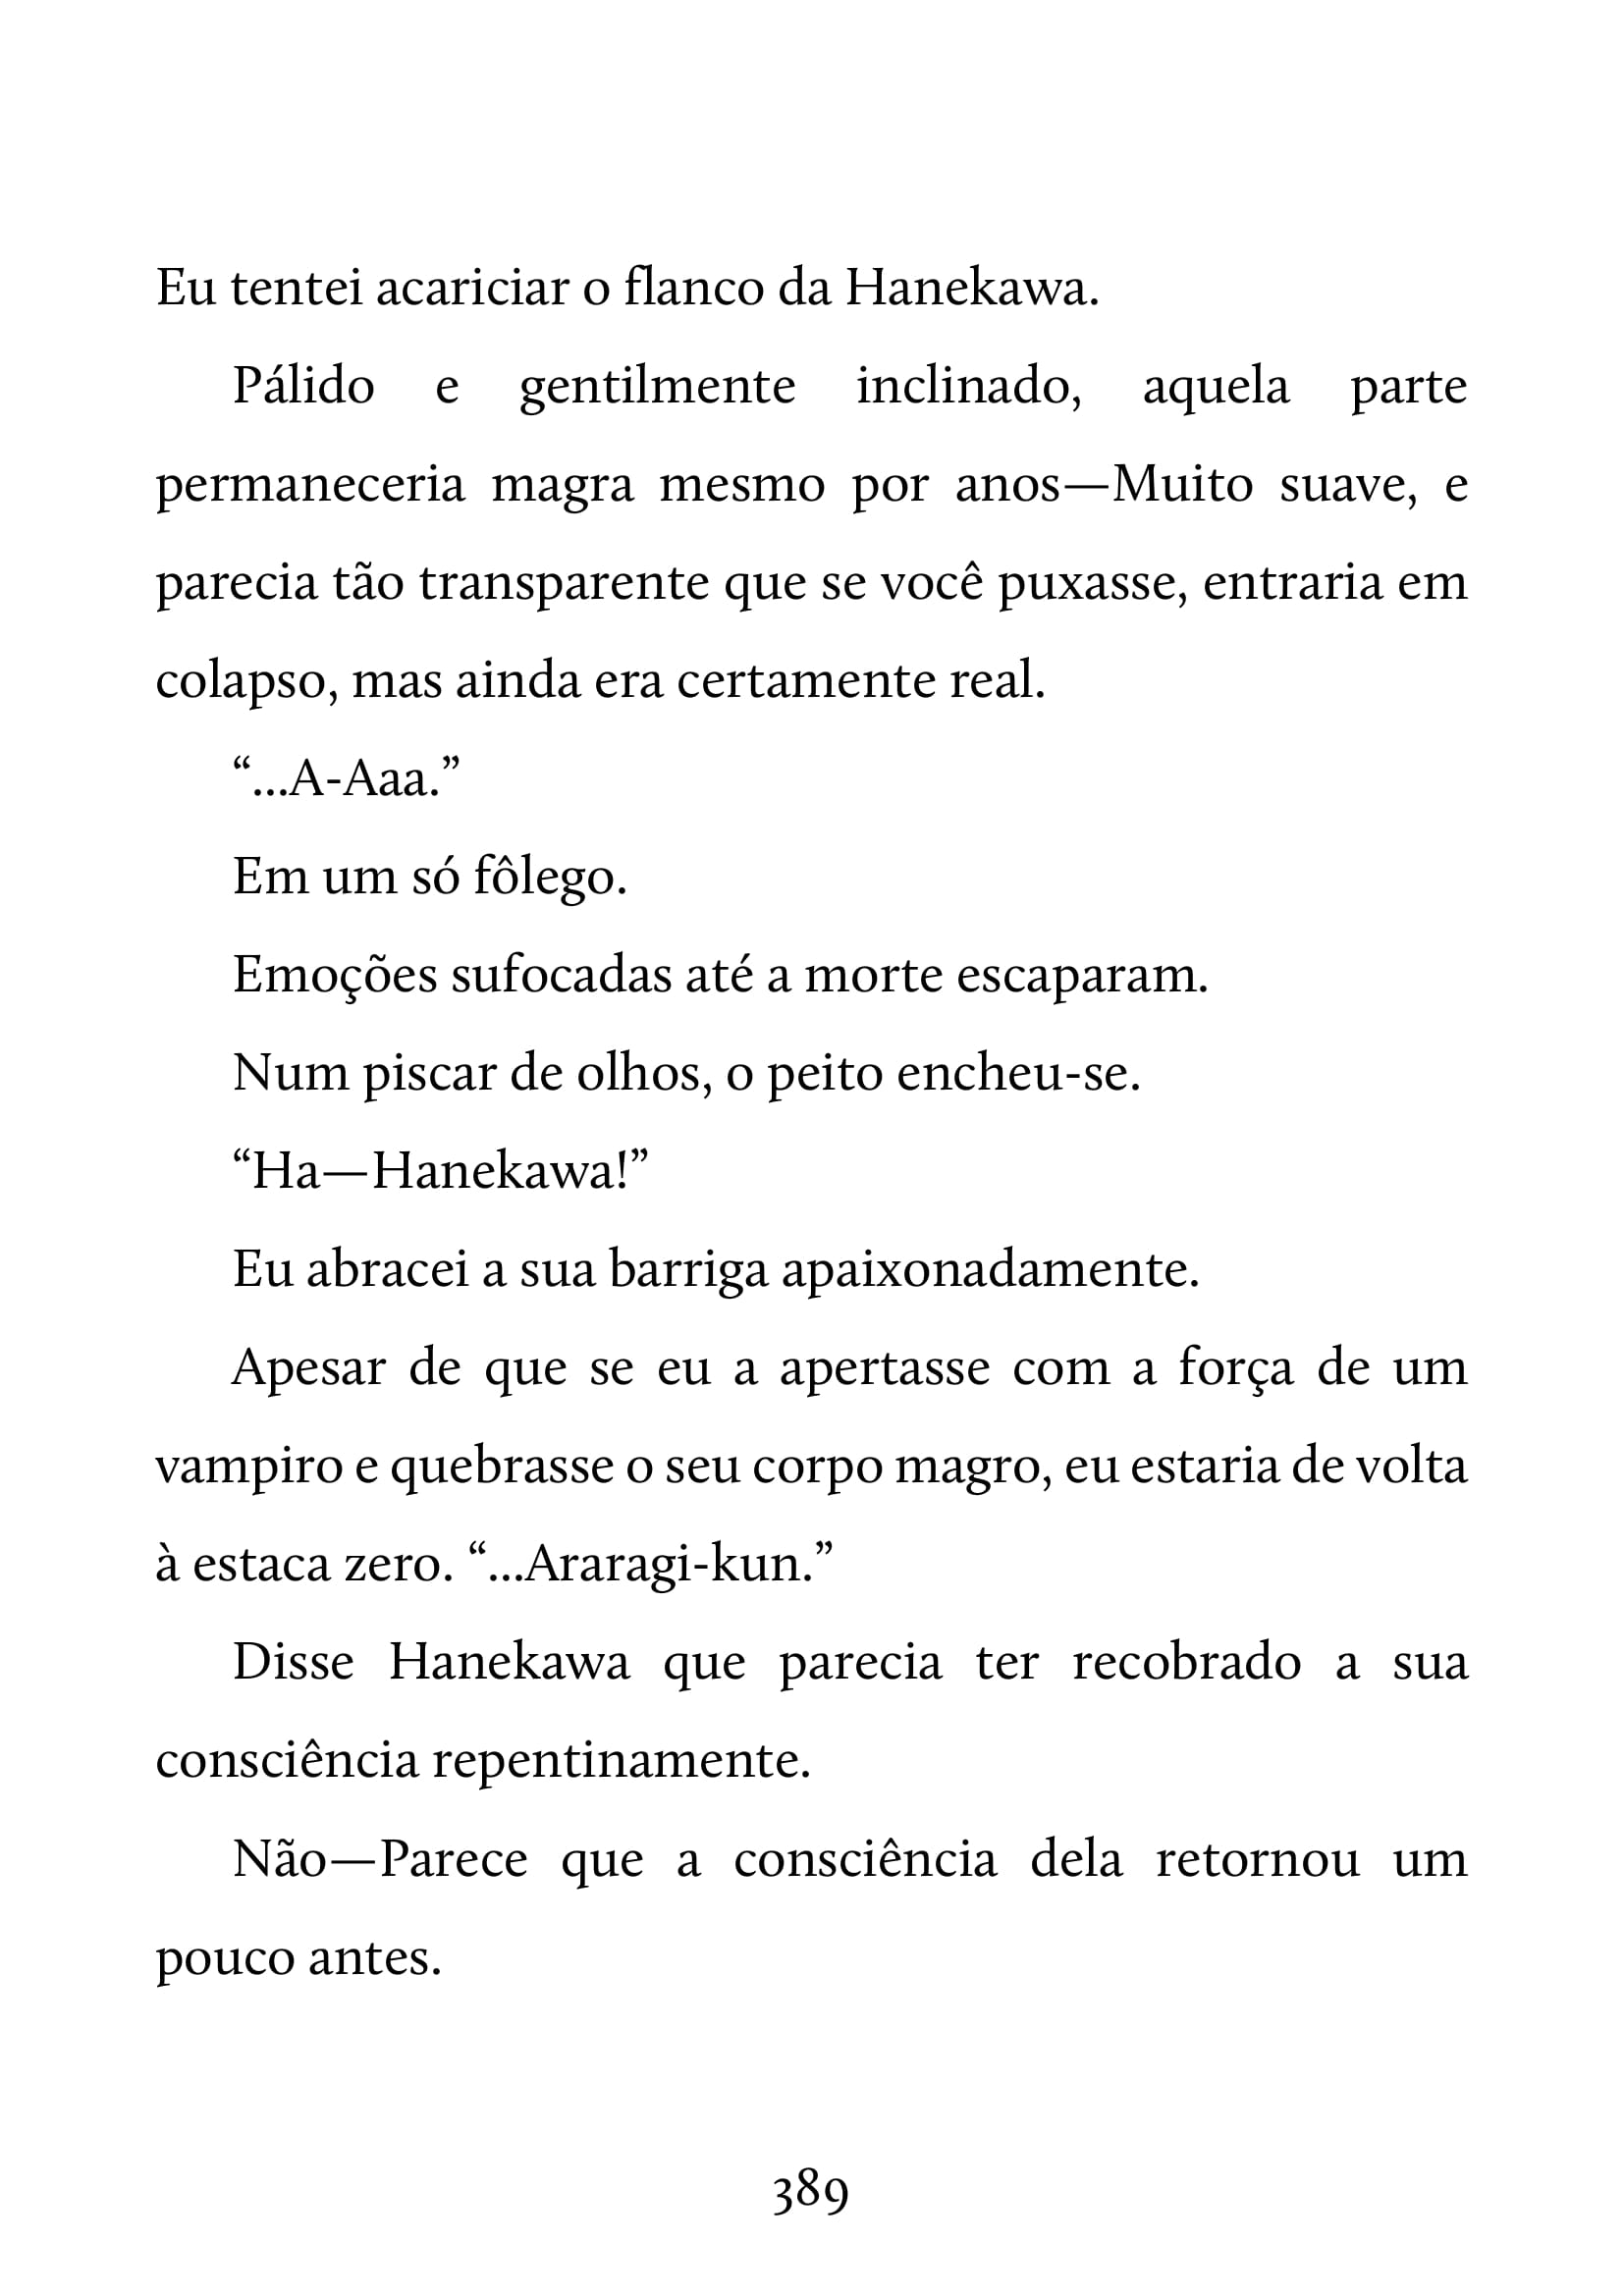 Eu tentei acariciar o flanco da Hanekawa.
Pálido e gentilmente inclinado, aquela parte
permaneceria magra mesmo por anos—Muito suave, e
parecia tão transparente que se você puxasse, entraria em
colapso, mas ainda era certamente real.
“...A-Aaa.”
Em um só fôlego.
Emoções sufocadas até a morte escaparam.
Num piscar de olhos, o peito encheu-se.
“Ha—Hanekawa!”
Eu abracei a sua barriga apaixonadamente.
Apesar de que se eu a apertasse com a força de um
vampiro e quebrasse o seu corpo magro, eu estaria de volta
à estaca zero. “...Araragi-kun.”
Disse Hanekawa que parecia ter recobrado a sua
consciência repentinamente.
Não—Parece que a consciência dela retornou um
pouco antes.
389